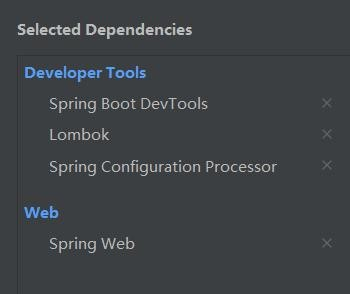 Selected Dependencies
Developer Tools
Spring Boot DevTools
Lombok
Spring Configuration Processor
Web
Spring Web